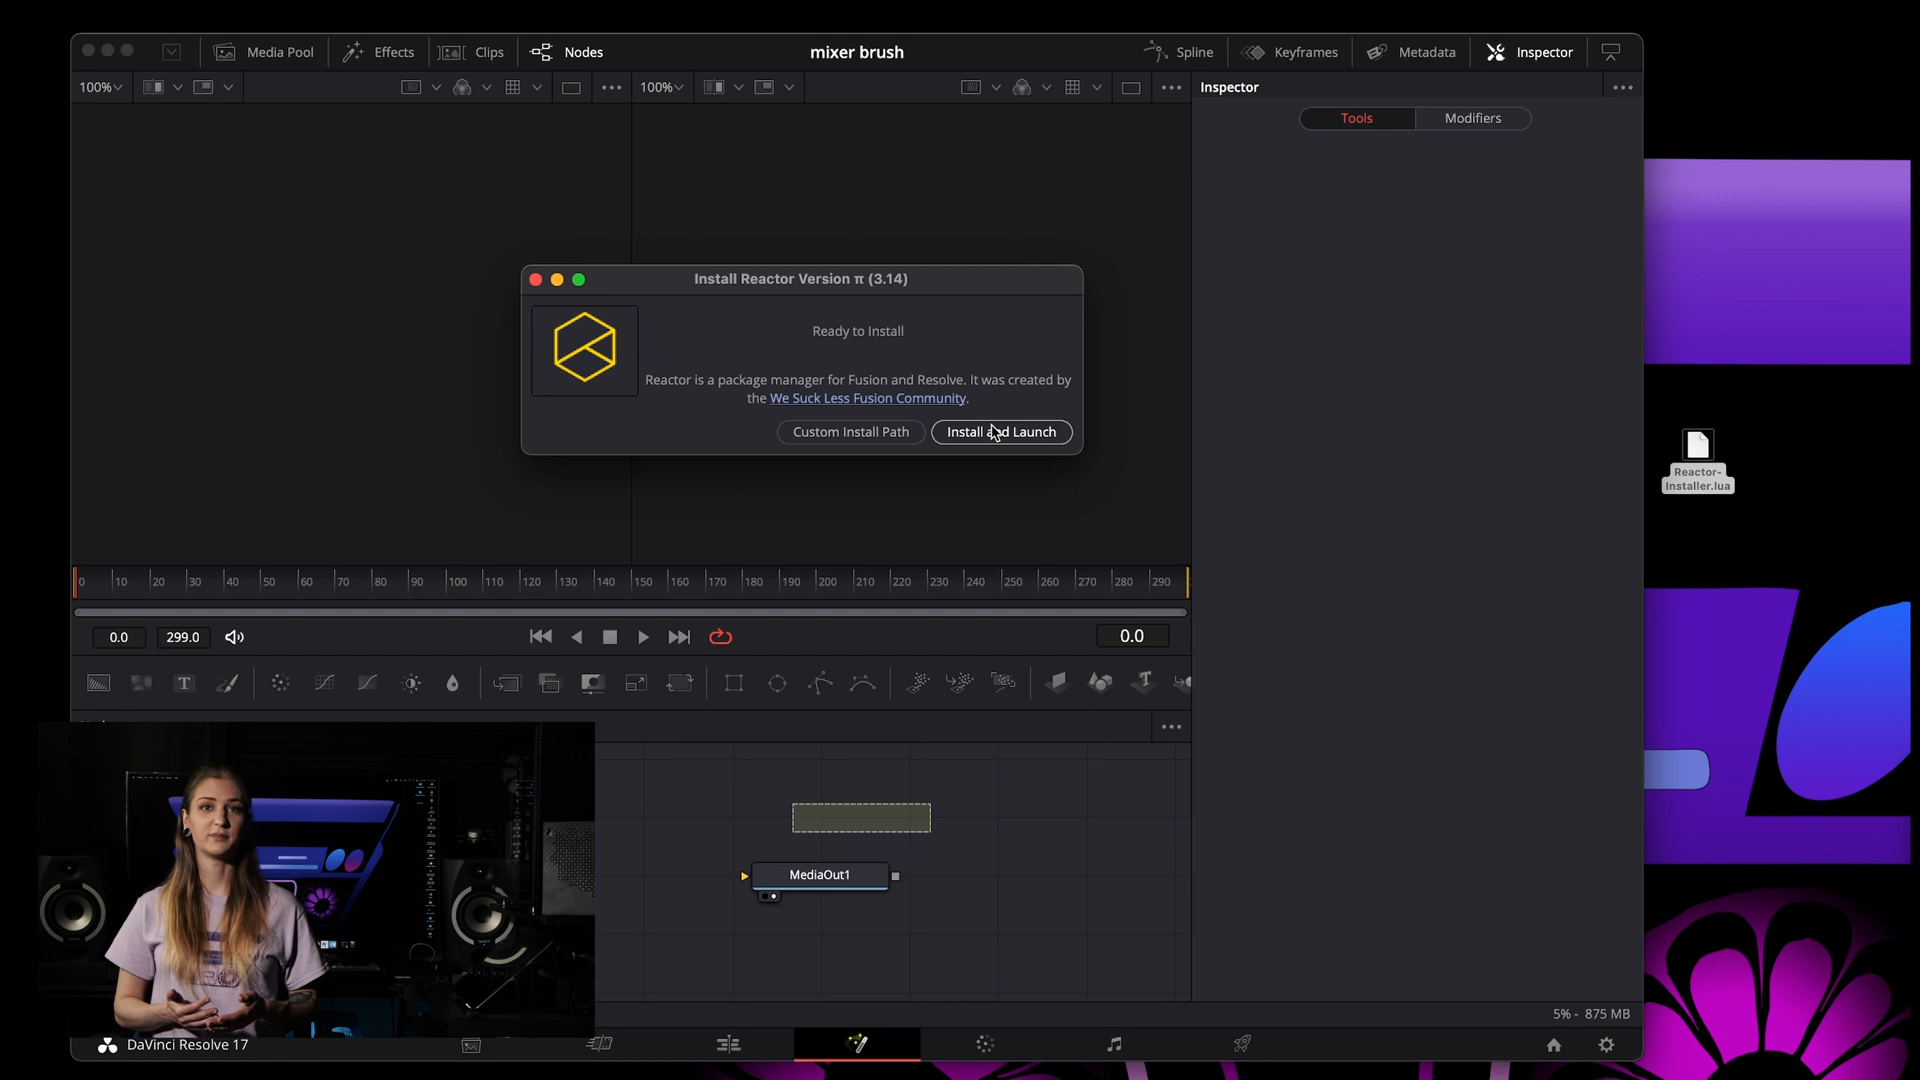 Media Pool
Effects
Clips
Nodes
mixer brush
Spline
Keyframes
Metadata
Inspector
100%
100%
Inspector
Tools
Modifiers
Install Reactor Version π (3.14)
Ready to Install
Reactor is a package manager for Fusion and Resolve. It was created by
the We Suck Less Fusion Community.
Custom Install Path
Install and Launch
Reactor-
Installer.lua
0 10 20 30 40 50 60 70 80 90 100 110 120 130 140 150 160 170 180 190 200 210 220 230 240 250 260 270 280 290
0.0
299.0
0.0
T
T
MediaOut1
5% - 875 MB
DaVinci Resolve 17